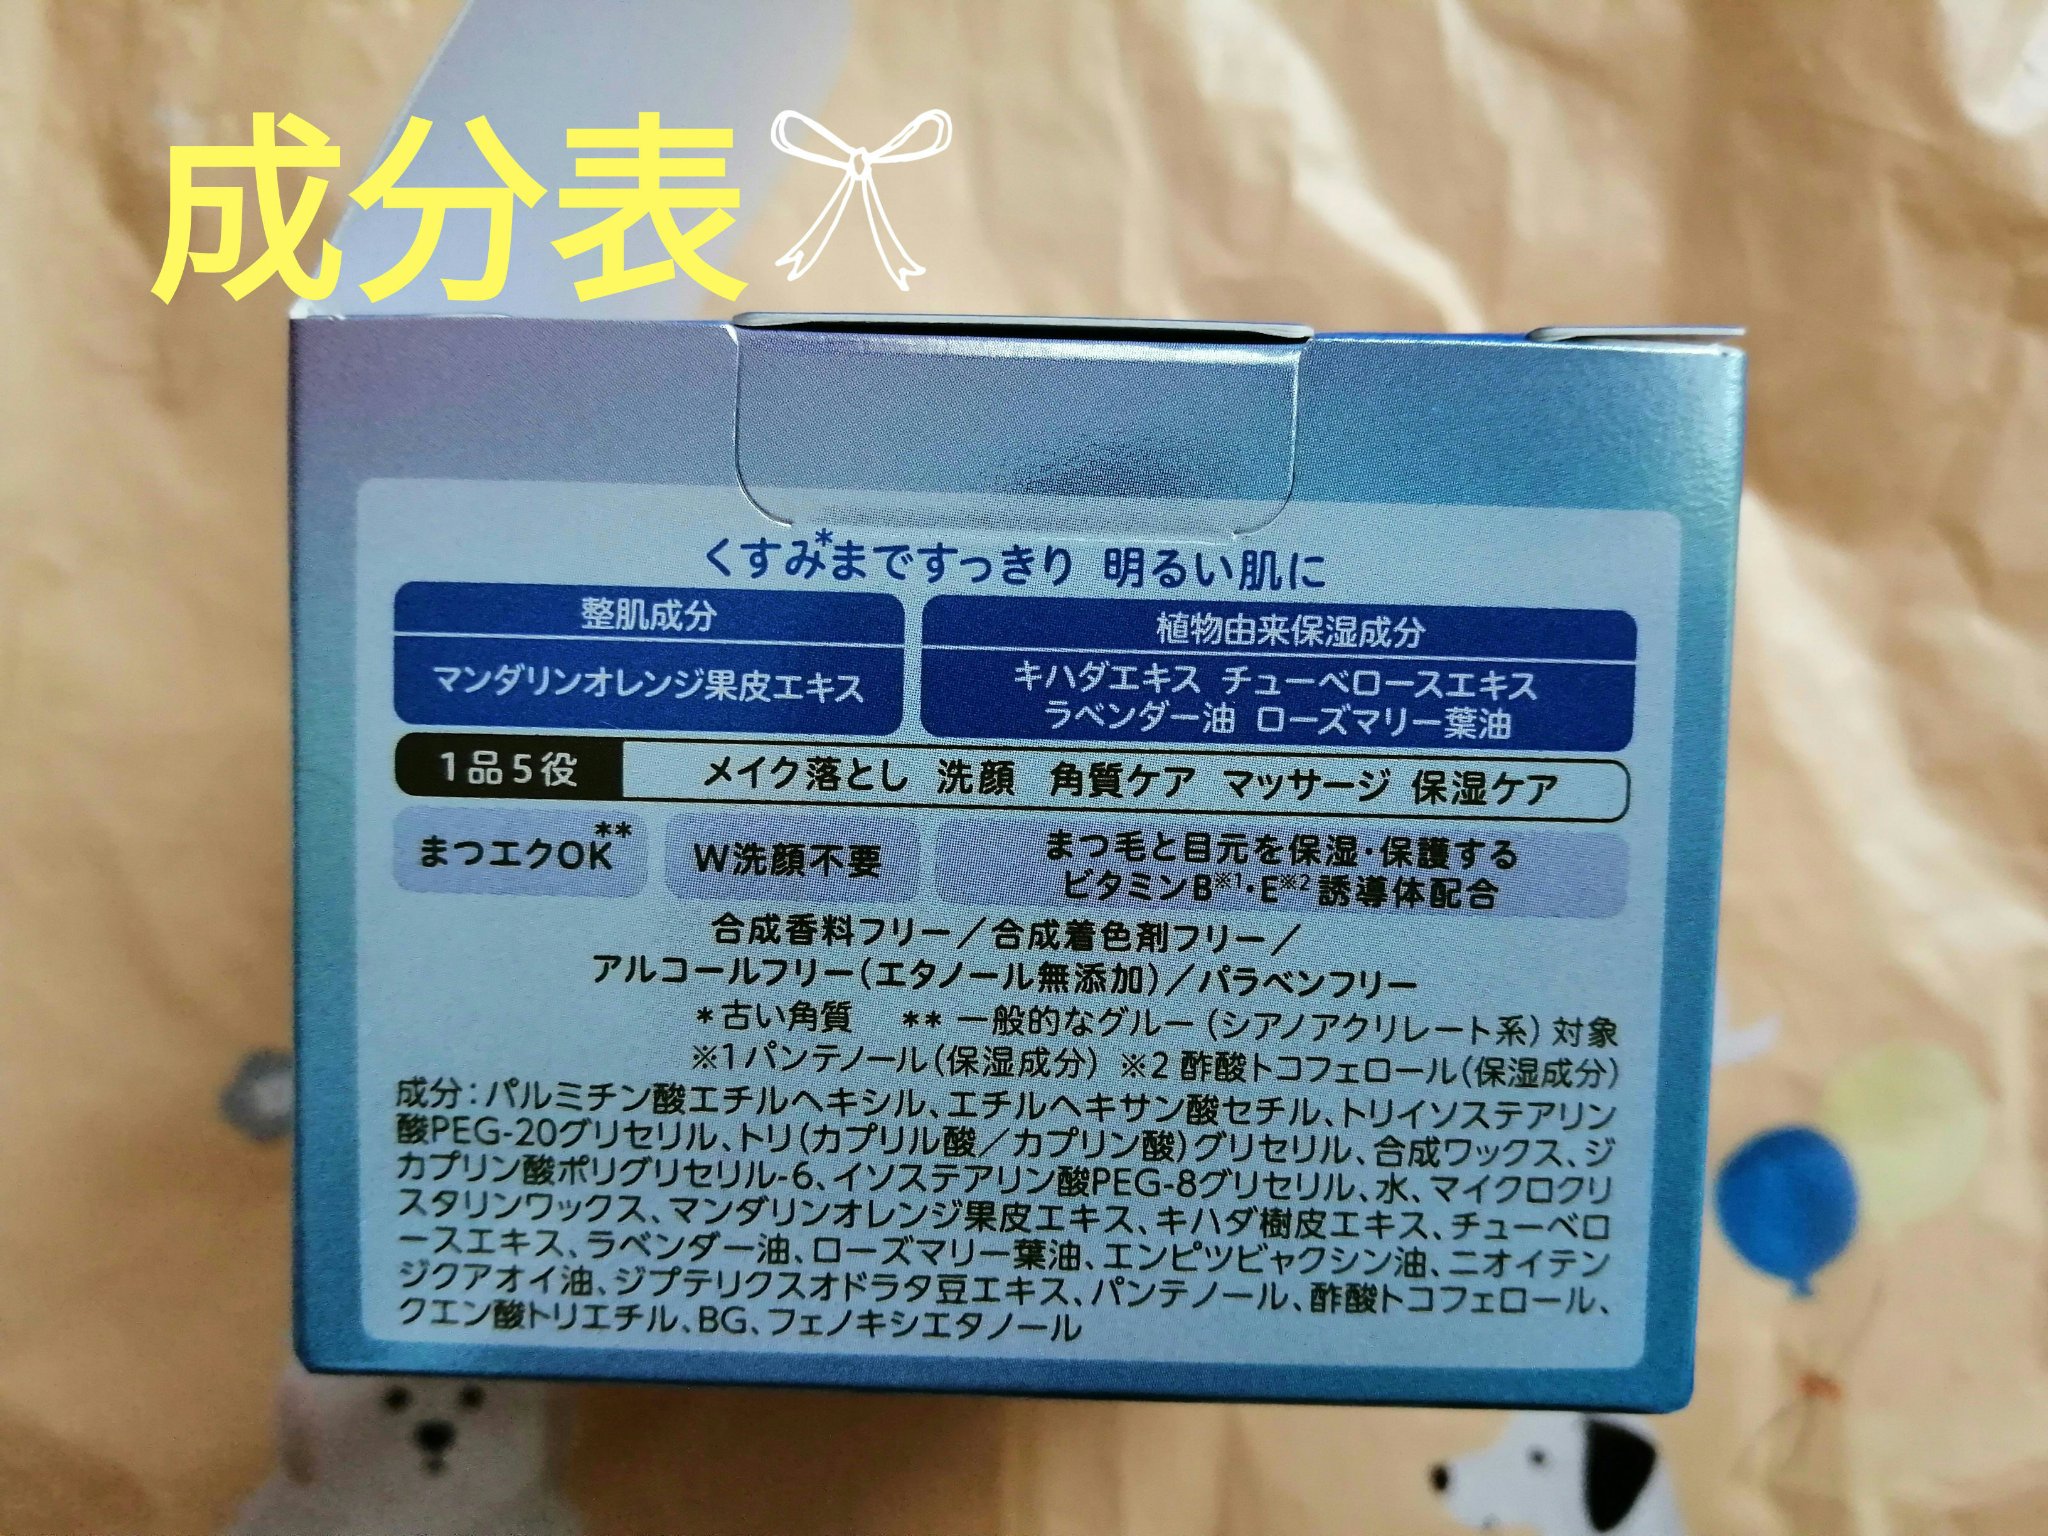 成分表
くすみ*まですっきり 明るい肌に
整肌成分
マンダリンオレンジ果皮エキス
植物由来保湿成分
キハダエキス チューベロースエキス
ラベンダー油 ローズマリー葉油
1品5役 メイク落とし 洗顔 角質ケア マッサージ 保湿ケア
まつエクOK**
W洗顔不要
まつ毛と目元を保湿・保護する
ビタミンB※1・E※2誘導体配合
合成香料フリー／合成着色剤フリー／
アルコールフリー（エタノール無添加）／パラベンフリー
*古い角質 ** 一般的なグルー（シアノアクリレート系）対象
※1パンテノール（保湿成分） ※2 酢酸トコフェロール（保湿成分）
成分：パルミチン酸エチルヘキシル、エチルヘキサン酸セチル、トリイソステアリン
酸PEG-20グリセリル、トリ（カプリル酸／カプリン酸）グリセリル、合成ワックス、ジ
カプリン酸ポリグリセリル-6、イソステアリン酸PEG-8グリセリル、水、マイクロクリ
スタリンワックス、マンダリンオレンジ果皮エキス、キハダ樹皮エキス、チューベロ
ースエキス、ラベンダー油、ローズマリー葉油、エンピツビャクシン油、ニオイテン
ジクアオイ油、ジプテリクスオドラタ豆エキス、パンテノール、酢酸トコフェロール、
クエン酸トリエチル、BG、フェノキシエタノール